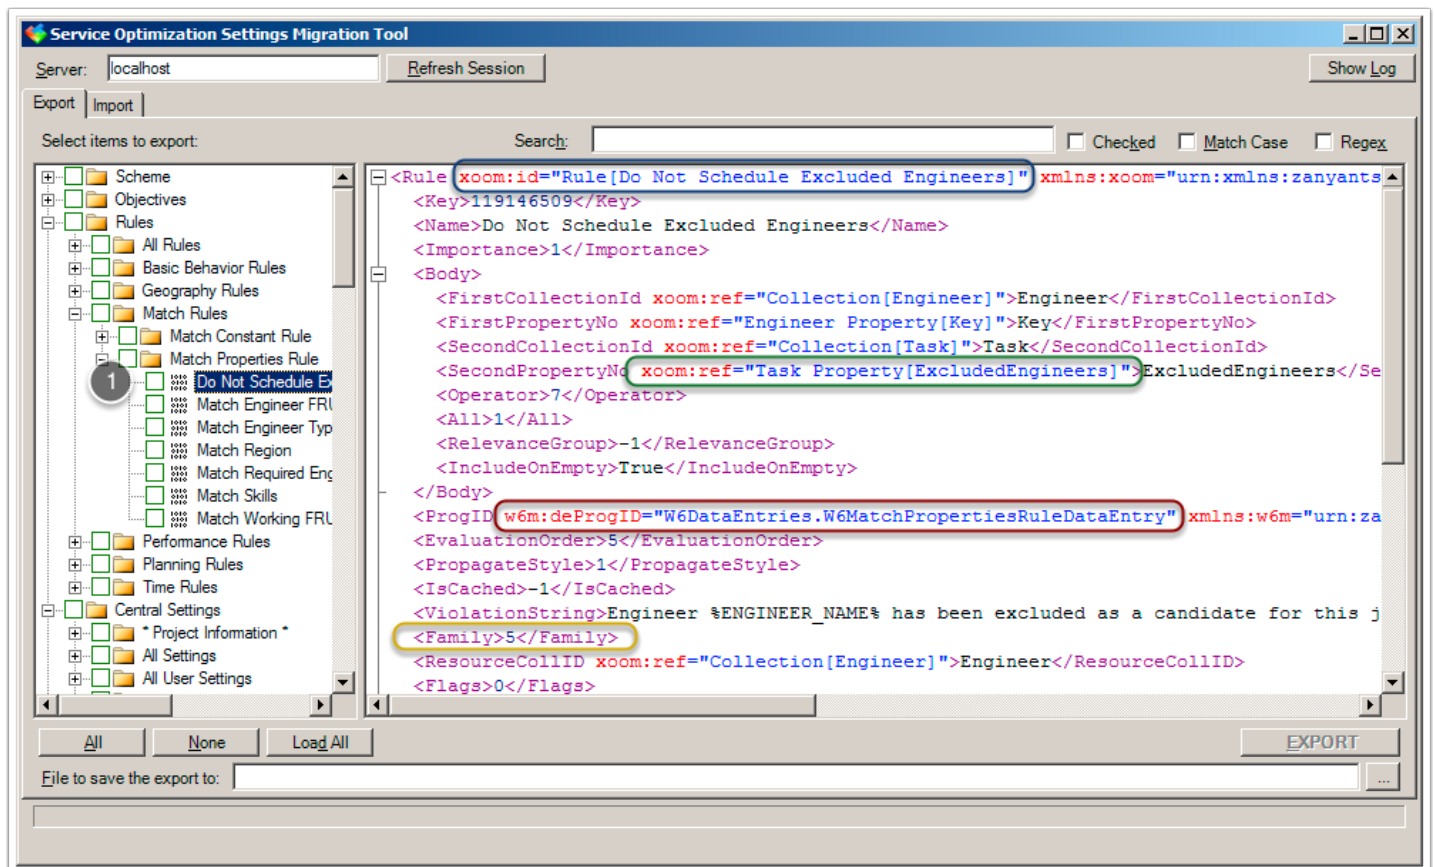 Service Optimization Settings Migration Tool
Server: localhost Refresh Session Show Log
Export Import
Select items to export: Search: Checked Match Case Regex
Scheme
Objectives
Rules
All Rules
Basic Behavior Rules
Geography Rules
Match Rules
Match Constant Rule
Match Properties Rule
1
Do Not Schedule Ex
Match Engineer FRU
Match Engineer Typ
Match Region
Match Required Eng
Match Skills
Match Working FRU
Performance Rules
Planning Rules
Time Rules
Central Settings
* Project Information *
All Settings
All User Settings
<Rule xoom:id="Rule[Do Not Schedule Excluded Engineers]" xmlns:xoom="urn:xmlns:zanyants
<Key>119146509</Key>
<Name>Do Not Schedule Excluded Engineers</Name>
<Importance>1</Importance>
<Body>
<FirstCollectionId xoom:ref="Collection[Engineer]">Engineer</FirstCollectionId>
<FirstPropertyNo xoom:ref="Engineer Property[Key]">Key</FirstPropertyNo>
<SecondCollectionId xoom:ref="Collection[Task]">Task</SecondCollectionId>
<SecondPropertyNo xoom:ref="Task Property[ExcludedEngineers]">ExcludedEngineers</Se
<Operator>7</Operator>
<All>1</All>
<RelevanceGroup>-1</RelevanceGroup>
<IncludeOnEmpty>True</IncludeOnEmpty>
</Body>
<ProgID w6m:deProgID="W6DataEntries.W6MatchPropertiesRuleDataEntry" xmlns:w6m="urn:za
<EvaluationOrder>5</EvaluationOrder>
<PropagateStyle>1</PropagateStyle>
<IsCached>-1</IsCached>
<ViolationString>Engineer %ENGINEER_NAME% has been excluded as a candidate for this j
<Family>5</Family>
<ResourceCollID xoom:ref="Collection[Engineer]">Engineer</ResourceCollID>
<Flags>0</Flags>
All None Load All EXPORT
File to save the export to: ...